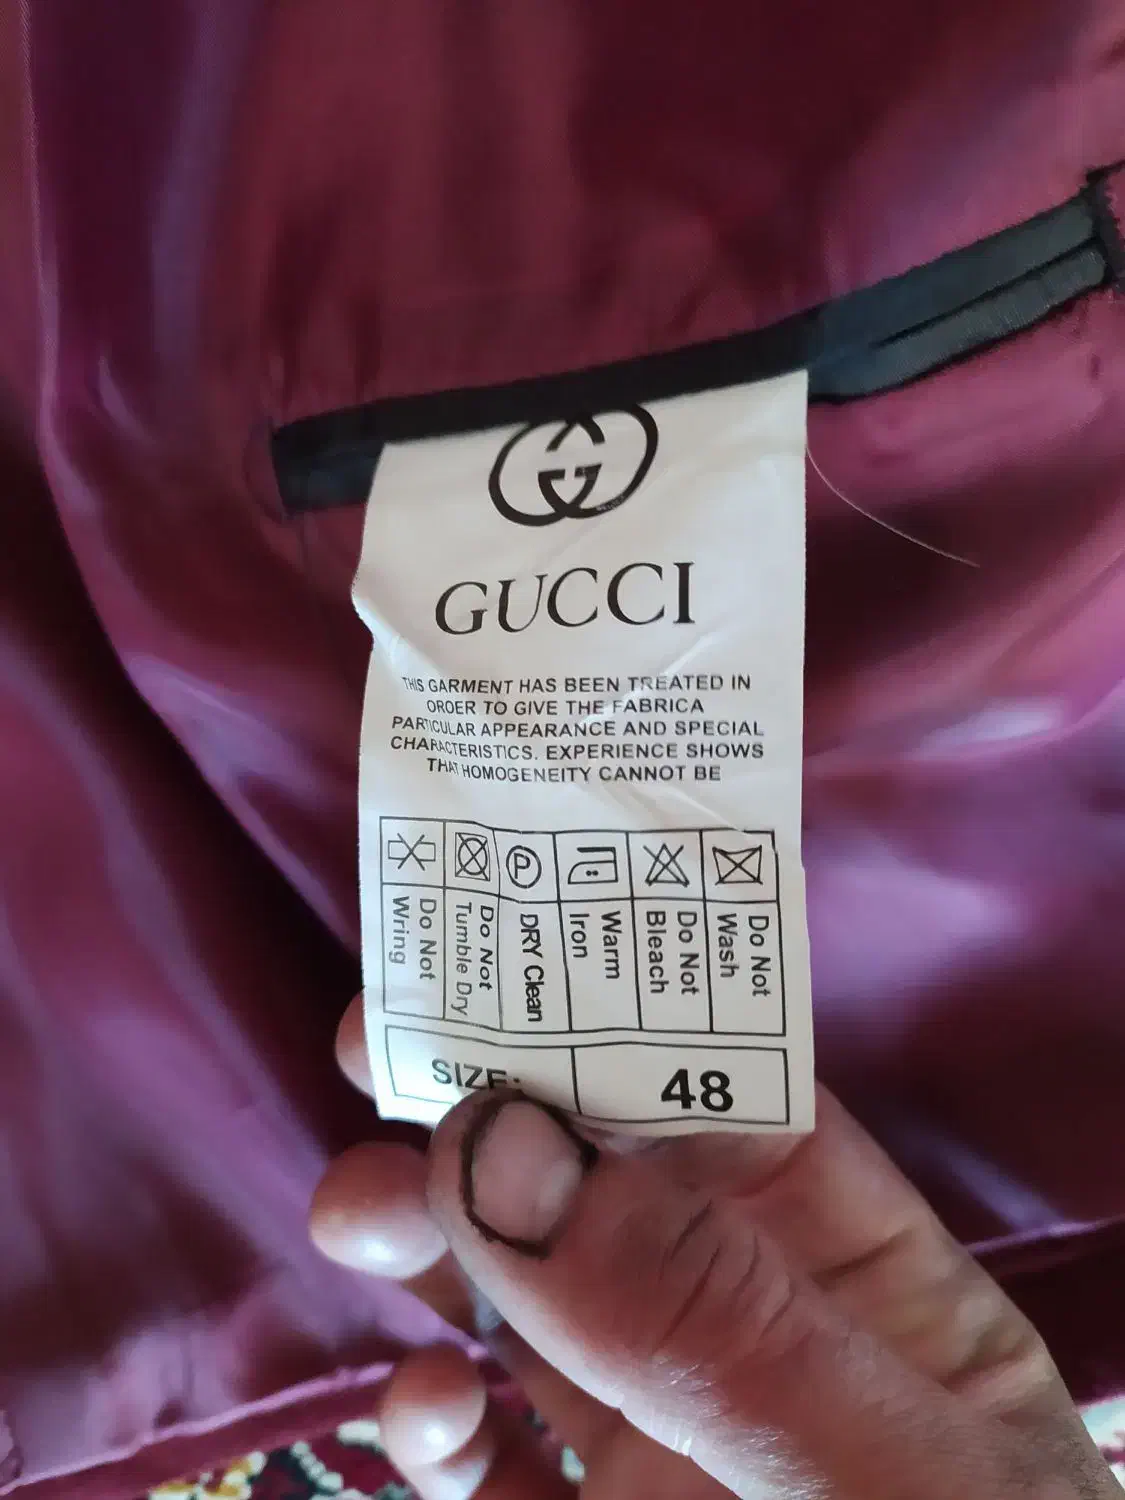 GUCCI
THIS GARMENT HAS BEEN TREATED IN
OROER TO GIVE THE FABRICA
PARTICULAR APPEARANCE AND SPECIAL
CHARACTERISTICS. EXPERIENCE SHOWS
THAT HOMOGENEITY CANNOT BE
Do Not
Wash
Do Not
Bleach
Warm
Iron
P
DRY Clean
Do Not
Tumble Dry
Do Not
Wring
SIZE: 48